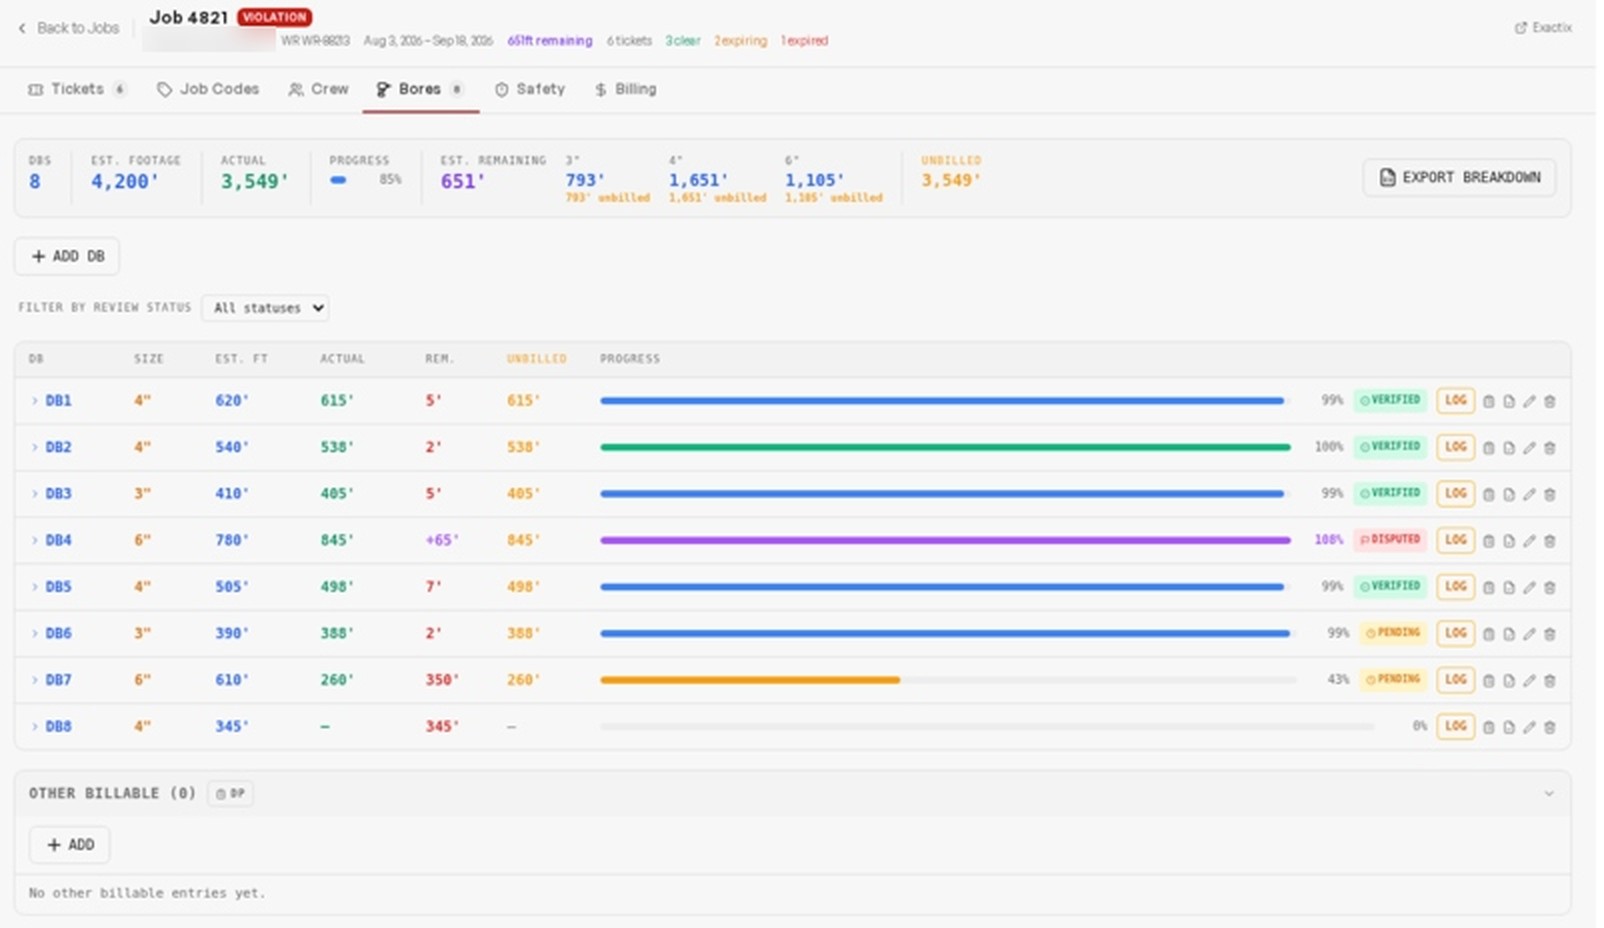 Back to Jobs
Job 4821 VIOLATION
WR WR-88213 Aug 3, 2026 – Sep 18, 2026 651ft remaining 6 tickets 3 clear 2 expiring 1 expired
Exactix
Tickets 6 Job Codes Crew Bores 8 Safety Billing
DBS EST. FOOTAGE ACTUAL PROGRESS EST. REMAINING 3" 4" 6" UNBILLED
8 4,200' 3,549' 85% 651' 793' 1,651' 1,105' 3,549'
793' unbilled 1,651' unbilled 1,105' unbilled
EXPORT BREAKDOWN
+ ADD DB
FILTER BY REVIEW STATUS All statuses
DB SIZE EST. FT ACTUAL REM. UNBILLED PROGRESS
DB1 4" 620' 615' 5' 615' 99% VERIFIED LOG
DB2 4" 540' 538' 2' 538' 100% VERIFIED LOG
DB3 3" 410' 405' 5' 405' 99% VERIFIED LOG
DB4 6" 780' 845' +65' 845' 108% DISPUTED LOG
DB5 4" 505' 498' 7' 498' 99% VERIFIED LOG
DB6 3" 390' 388' 2' 388' 99% PENDING LOG
DB7 6" 610' 260' 350' 260' 43% PENDING LOG
DB8 4" 345' — 345' — 0% LOG
OTHER BILLABLE (0) DP
+ ADD
No other billable entries yet.